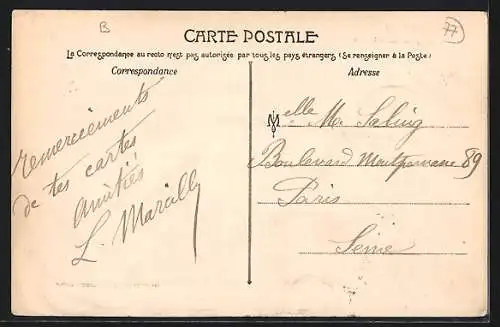 B
77
CARTE POSTALE
La Correspondance au recto n'est pas autorisée par tous les pays étrangers (Se renseigner à la Poste)
Correspondance
remerciements
de tes cartes
Amitiés
L. Marcilly
Adresse
Melle M. Saling
Boulevard Montparnasse 89
Paris
Seine